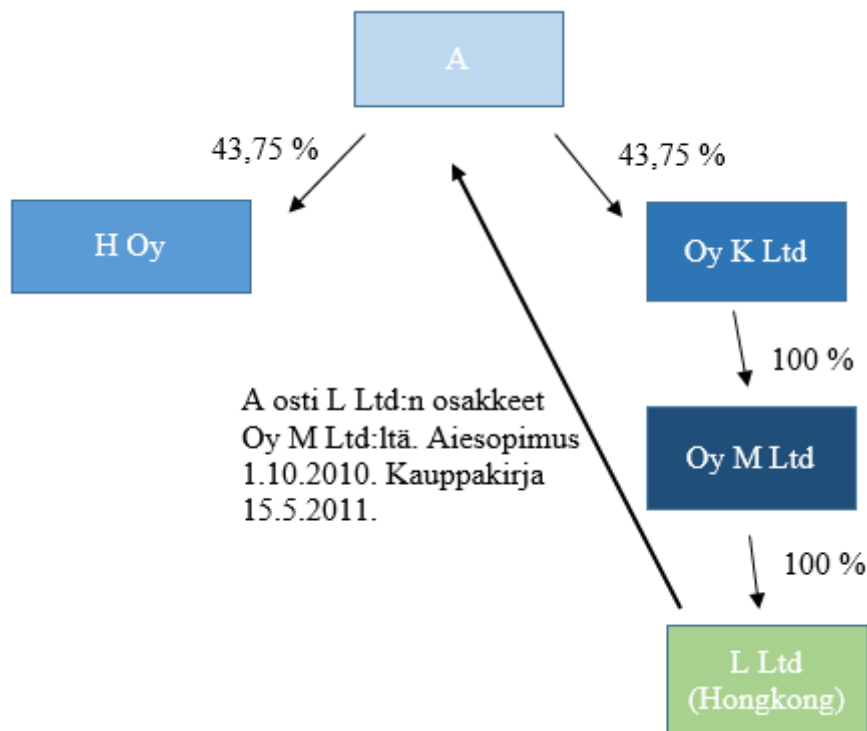 A
43,75 %
43,75 %
H Oy
Oy K Ltd
100 %
A osti L Ltd:n osakkeet
Oy M Ltd:ltä. Aiesopimus
1.10.2010. Kauppakirja
15.5.2011.
Oy M Ltd
100 %
L Ltd
(Hongkong)